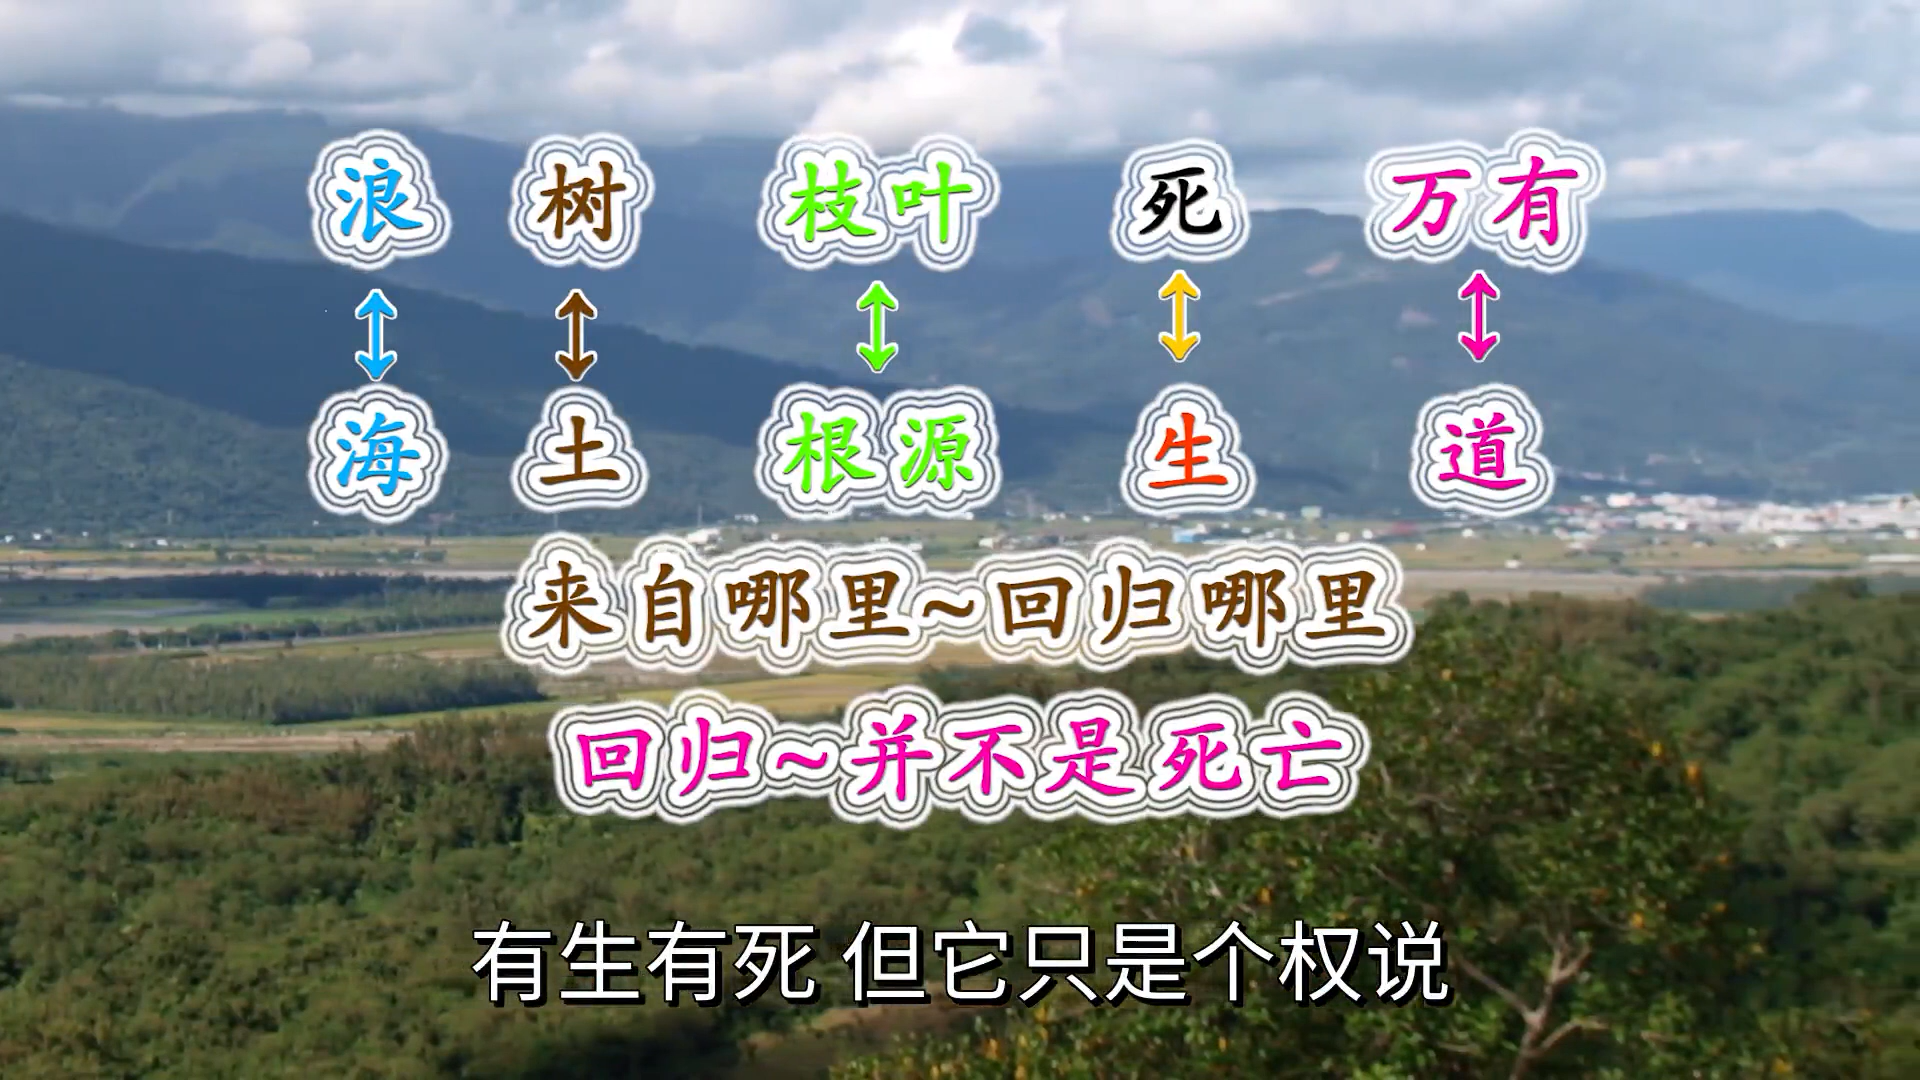 浪 树 枝叶 死 万有
↕ ↕ ↕ ↕ ↕
海 土 根源 生 道
来自哪里~回归哪里
回归~并不是死亡
有生有死 但它只是个权说